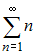 ∞
∑ n
n=1